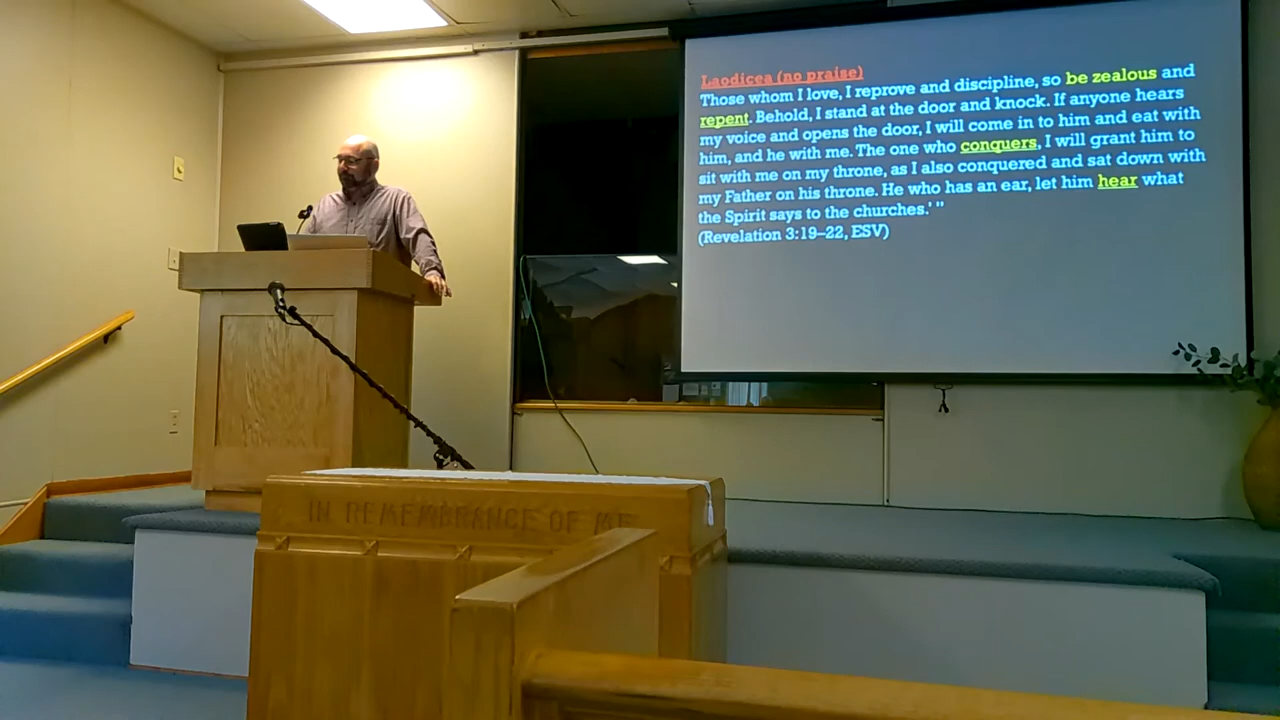 Laodicea (no praise)
Those whom I love, I reprove and discipline, so be zealous and
repent. Behold, I stand at the door and knock. If anyone hears
my voice and opens the door, I will come in to him and eat with
him, and he with me. The one who conquers, I will grant him to
sit with me on my throne, as I also conquered and sat down with
my Father on his throne. He who has an ear, let him hear what
the Spirit says to the churches.' "
(Revelation 3:19–22, ESV)
IN REMEMBRANCE OF ME